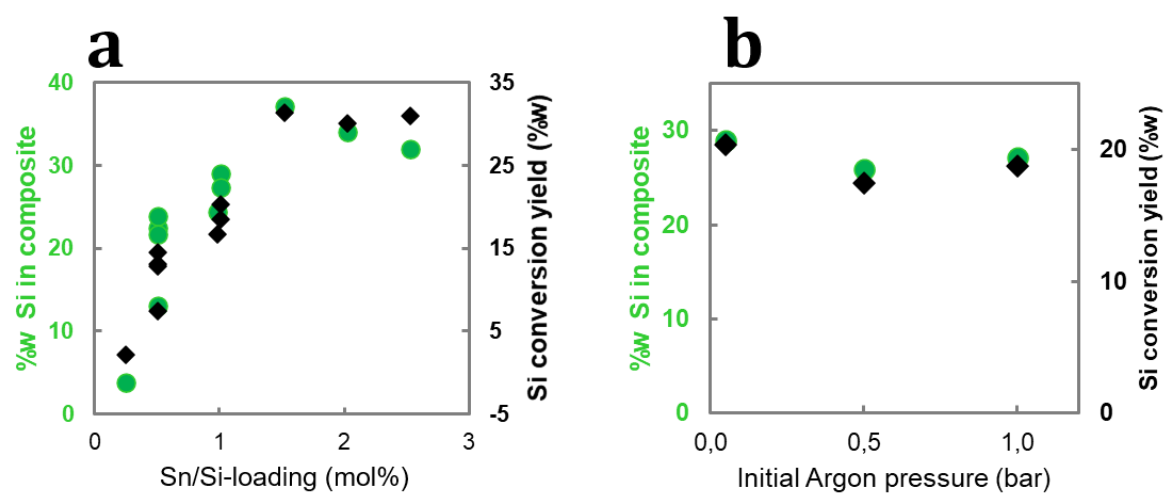 a
%w Si in composite
40
30
20
10
0
35
25
15
5
-5
Si conversion yield (%w)
0 1 2 3
Sn/Si-loading (mol%)
b
%w Si in composite
30
20
10
0
20
10
0
Si conversion yield (%w)
0,0 0,5 1,0
Initial Argon pressure (bar)